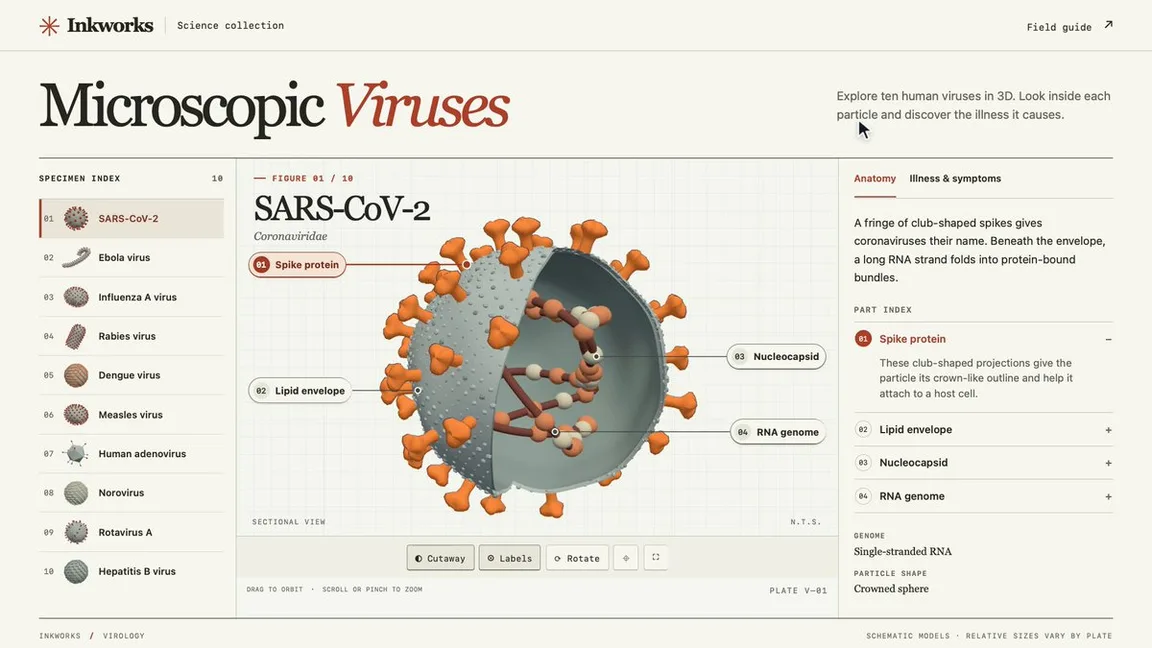 Inkworks
Science collection
Field guide
Microscopic Viruses
Explore ten human viruses in 3D. Look inside each
particle and discover the illness it causes.
SPECIMEN INDEX 10
01 SARS-CoV-2
02 Ebola virus
03 Influenza A virus
04 Rabies virus
05 Dengue virus
06 Measles virus
07 Human adenovirus
08 Norovirus
09 Rotavirus A
10 Hepatitis B virus
FIGURE 01 / 10
SARS-CoV-2
Coronaviridae
01 Spike protein
02 Lipid envelope
03 Nucleocapsid
04 RNA genome
SECTIONAL VIEW
N.T.S.
Cutaway
Labels
Rotate
DRAG TO ORBIT · SCROLL OR PINCH TO ZOOM
PLATE V—01
Anatomy
Illness & symptoms
A fringe of club-shaped spikes gives
coronaviruses their name. Beneath the envelope,
a long RNA strand folds into protein-bound
bundles.
PART INDEX
01 Spike protein −
These club-shaped projections give the
particle its crown-like outline and help it
attach to a host cell.
02 Lipid envelope +
03 Nucleocapsid +
04 RNA genome +
GENOME
Single-stranded RNA
PARTICLE SHAPE
Crowned sphere
INKWORKS / VIROLOGY
SCHEMATIC MODELS · RELATIVE SIZES VARY BY PLATE